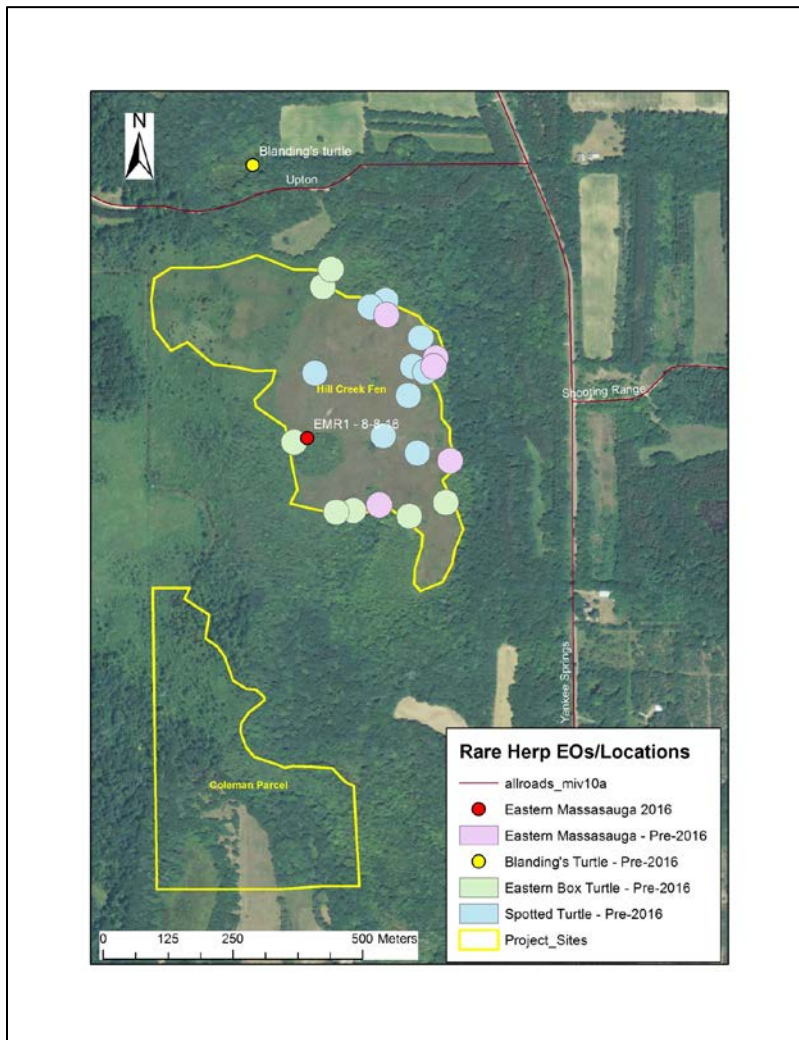 N
Blanding's turtle
Upton
Shooting Range
Hill Creek Fen
EMR1 - 8-8-16
Yankee Springs
Coleman Parcel
Rare Herp EOs/Locations
allroads_miv10a
Eastern Massasauga 2016
Eastern Massasauga - Pre-2016
Blanding's Turtle - Pre-2016
Eastern Box Turtle - Pre-2016
Spotted Turtle - Pre-2016
Project_Sites
0 125 250 500 Meters